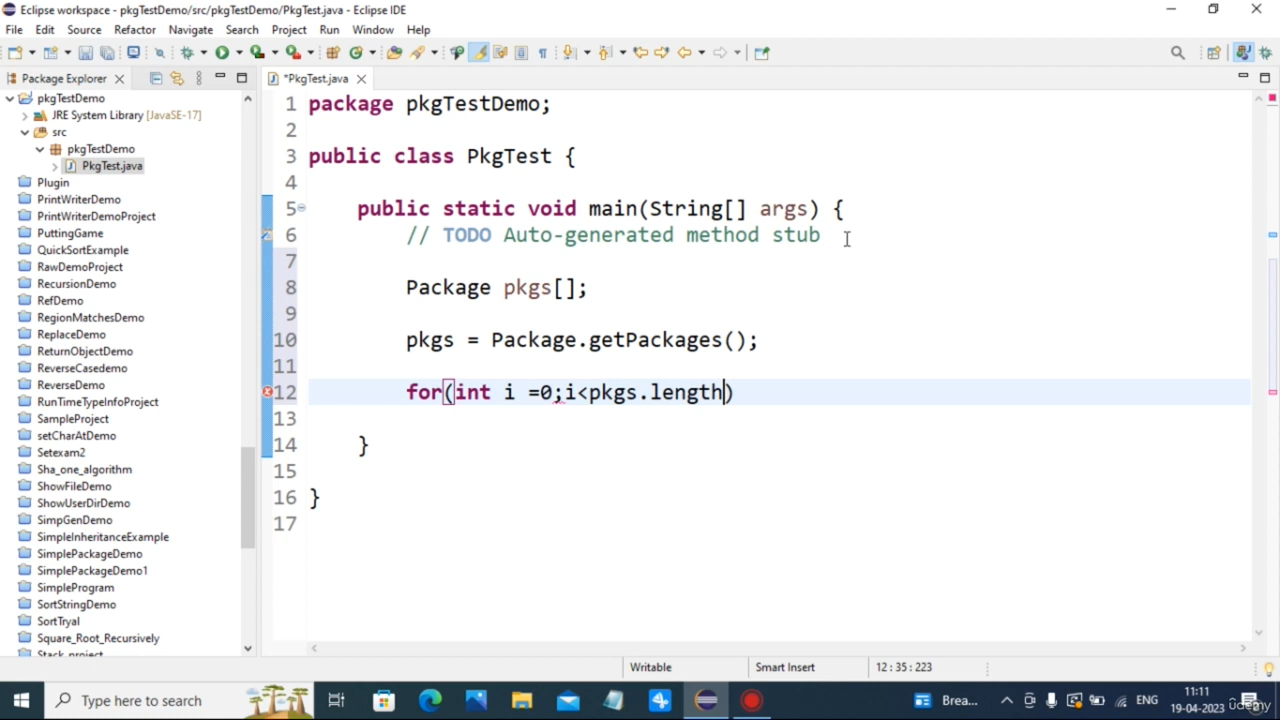 Eclipse workspace - pkgTestDemo/src/pkgTestDemo/PkgTest.java - Eclipse IDE
File Edit Source Refactor Navigate Search Project Run Window Help
Package Explorer
*PkgTest.java
pkgTestDemo
JRE System Library [JavaSE-17]
src
pkgTestDemo
PkgTest.java
Plugin
PrintWriterDemo
PrintWriterDemoProject
PuttingGame
QuickSortExample
RawDemoProject
RecursionDemo
RefDemo
RegionMatchesDemo
ReplaceDemo
ReturnObjectDemo
ReverseCasedemo
ReverseDemo
RunTimeTypeInfoProject
SampleProject
setCharAtDemo
Setexam2
Sha_one_algorithm
ShowFileDemo
ShowUserDirDemo
SimpGenDemo
SimpleInheritanceExample
SimplePackageDemo
SimplePackageDemo1
SimpleProgram
SortStringDemo
SortTryal
Square_Root_Recursively
Stack_project
1 package pkgTestDemo;
2
3 public class PkgTest {
4
5 public static void main(String[] args) {
6 // TODO Auto-generated method stub
7
8 Package pkgs[];
9
10 pkgs = Package.getPackages();
11
12 for(int i =0;i<pkgs.length)
13
14 }
15
16 }
17
Writable Smart Insert 12 : 35 : 223
Type here to search
Brea...
ENG
11:11
19-04-2023
udemy